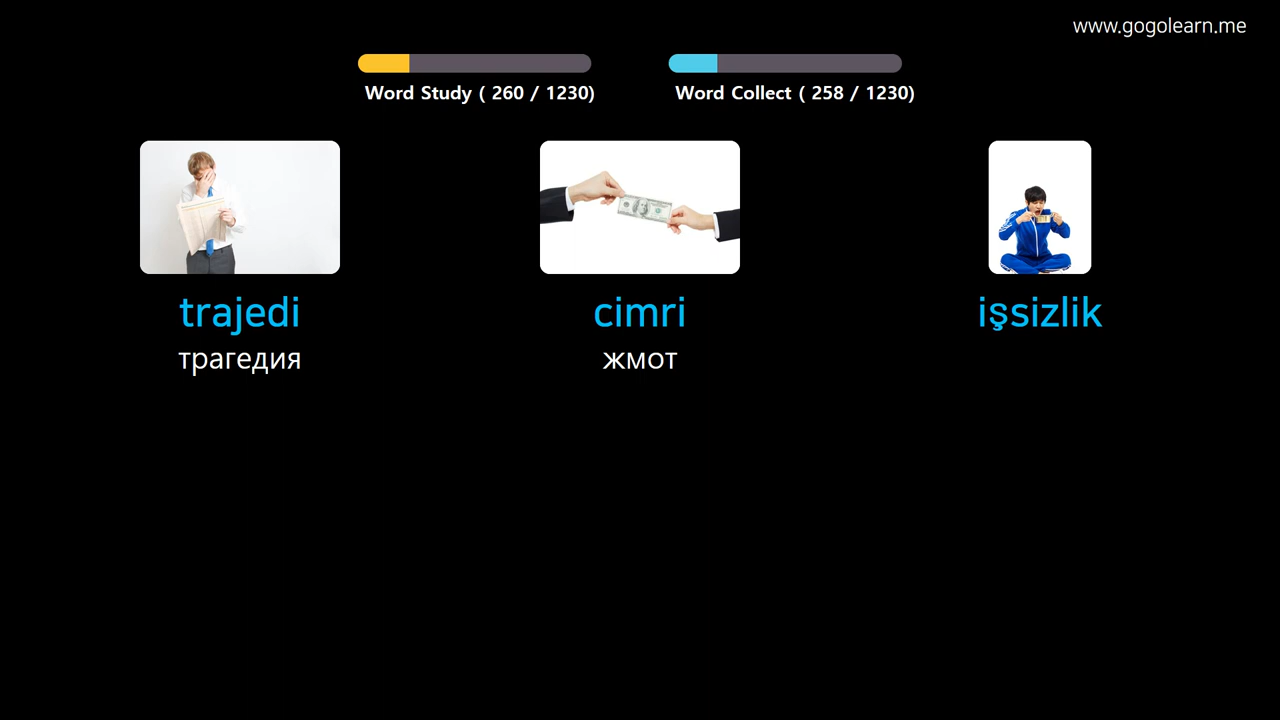 www.gogolearn.me
Word Study ( 260 / 1230)
Word Collect ( 258 / 1230)
trajedi
cimri
işsizlik
трагедия
жмот